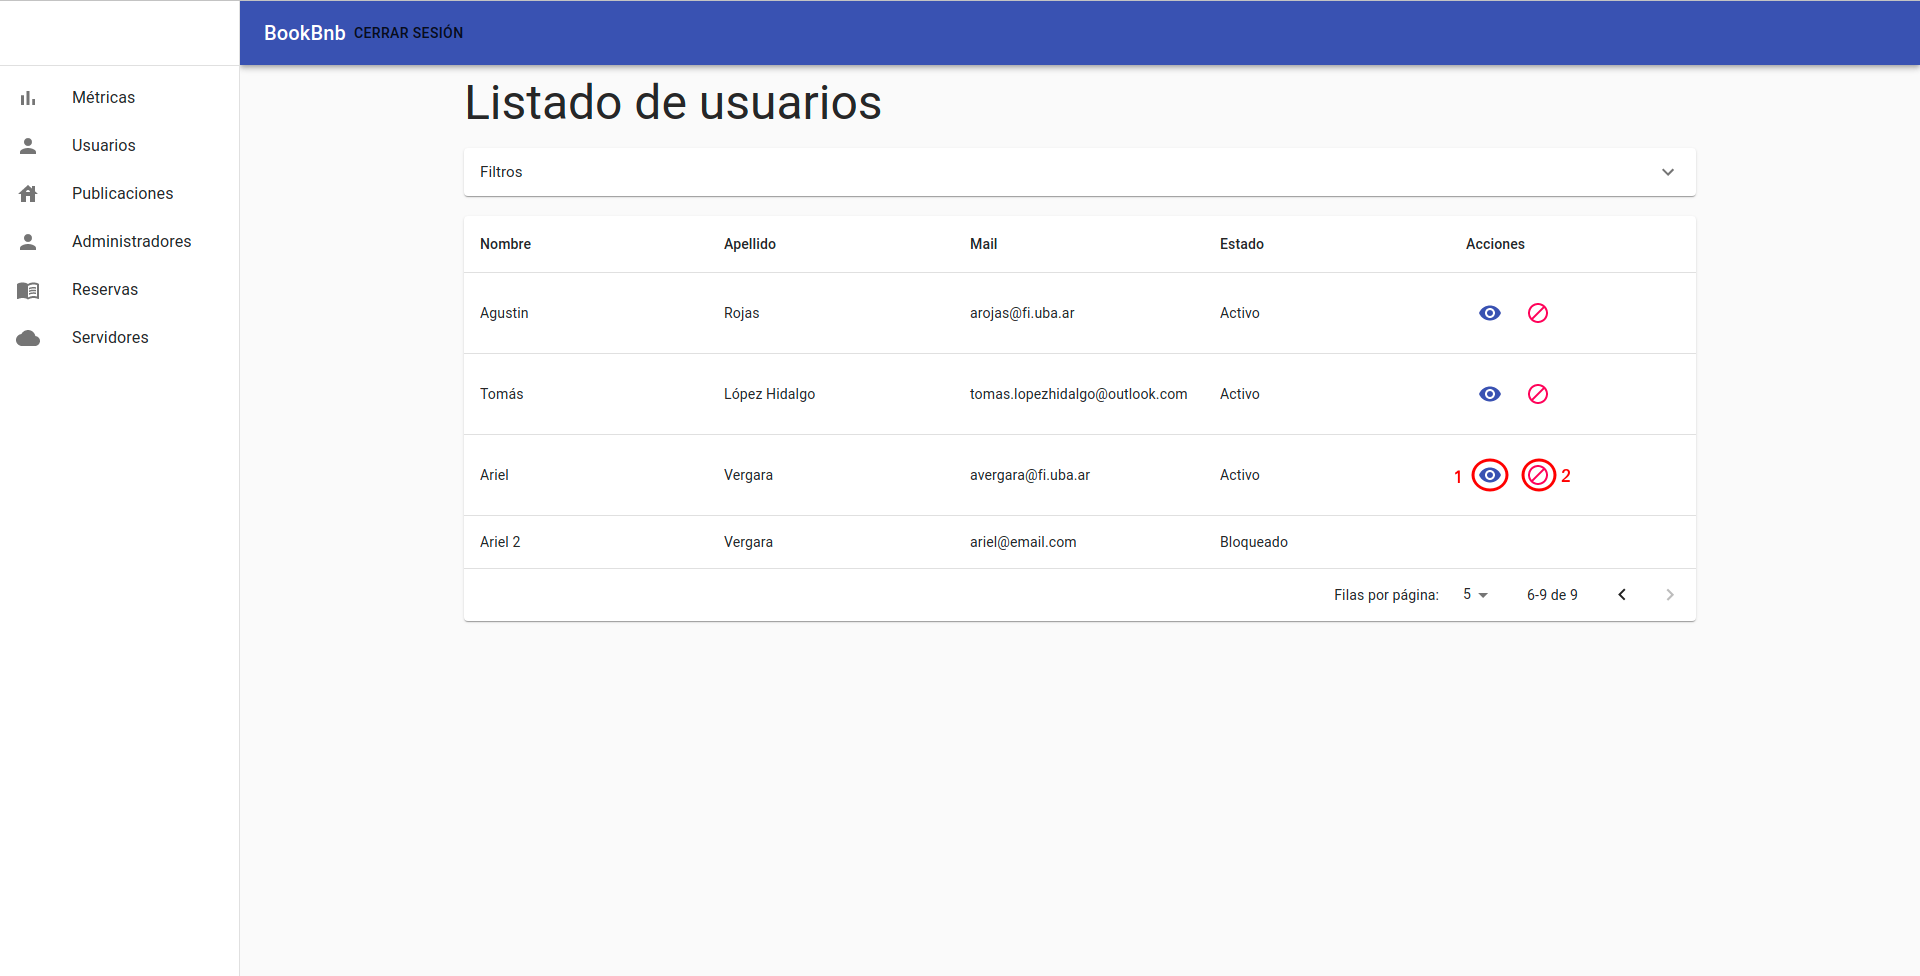 BookBnb CERRAR SESIÓN
Métricas
Usuarios
Publicaciones
Administradores
Reservas
Servidores
Listado de usuarios
Filtros
Nombre Apellido Mail Estado Acciones
Agustin Rojas arojas@fi.uba.ar Activo
Tomás López Hidalgo tomas.lopezhidalgo@outlook.com Activo
Ariel Vergara avergara@fi.uba.ar Activo 1 2
Ariel 2 Vergara ariel@email.com Bloqueado
Filas por página: 5 6-9 de 9